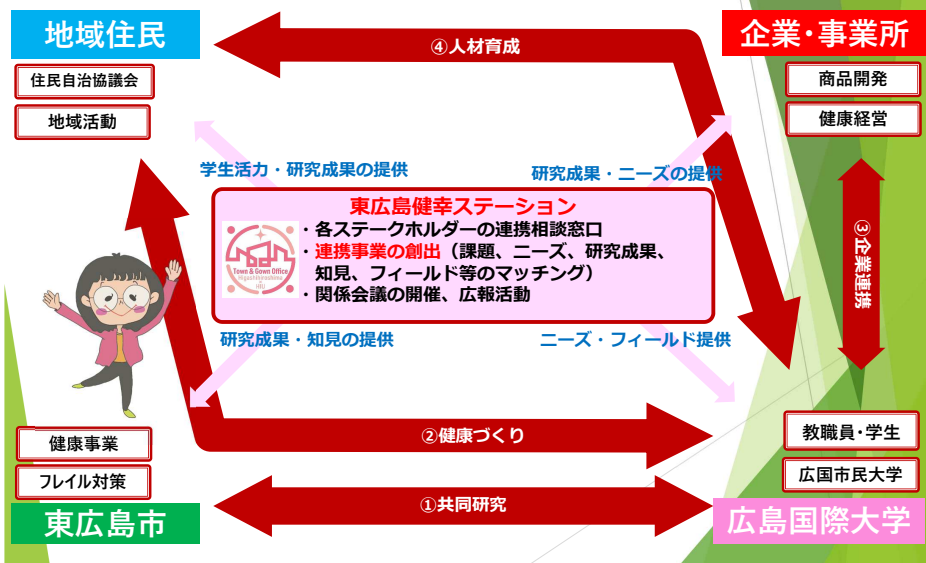 地域住民
企業・事業所
④人材育成
住民自治協議会
地域活動
商品開発
健康経営
学生活力・研究成果の提供
研究成果・ニーズの提供
東広島健幸ステーション
・各ステークホルダーの連携相談窓口
・連携事業の創出（課題、ニーズ、研究成果、
知見、フィールド等のマッチング）
・関係会議の開催、広報活動
Town & Gown Office
Higashihiroshima
×
HIU
③企業連携
研究成果・知見の提供
ニーズ・フィールド提供
②健康づくり
健康事業
フレイル対策
教職員・学生
広国市民大学
①共同研究
東広島市
広島国際大学